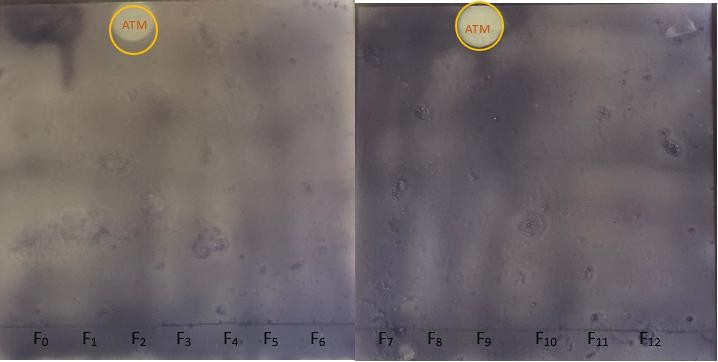 ATM
ATM
F₀ F₁ F₂ F₃ F₄ F₅ F₆ F₇ F₈ F₉ F₁₀ F₁₁ F₁₂